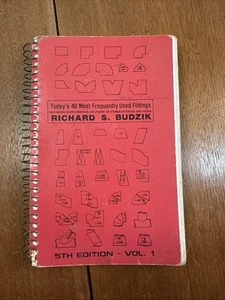 Today's 40 Most Frequently Used Fittings
RICHARD S. BUDZIK
5TH EDITION - VOL. 1